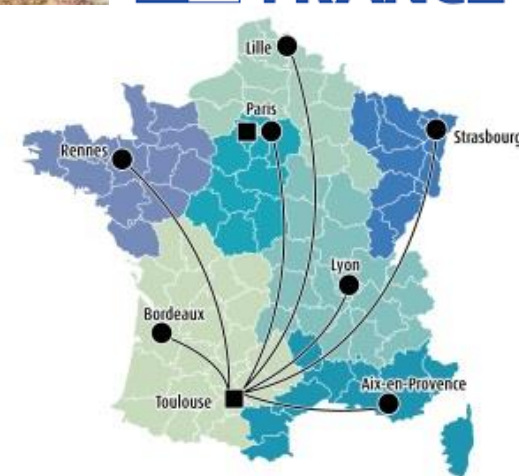 FRANCE
Lille
Paris
Rennes
Strasbourg
Lyon
Bordeaux
Aix-en-Provence
Toulouse